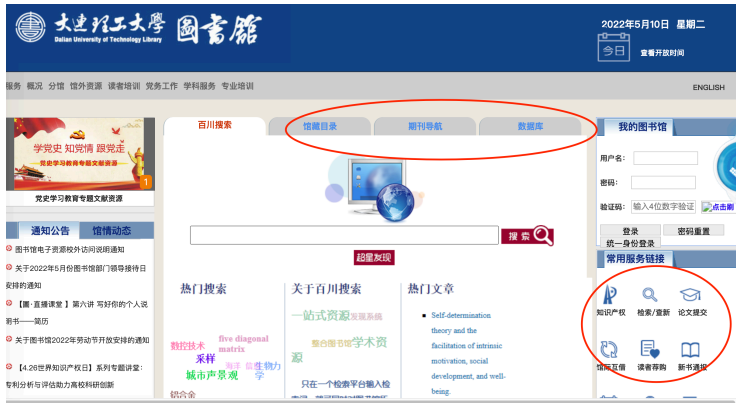 大连理工大學 圖書館
Dalian University of Technology Library
2022年5月10日 星期二
今日 查看开放时间
服务 概况 分馆 馆外资源 读者培训 党务工作 学科服务 专业培训
ENGLISH
学党史 知党情 跟党走
党史学习教育专题文献资源
1
党史学习教育专题文献资源
通知公告 馆情动态
图书馆电子资源校外访问说明通知
关于2022年5月份图书馆部门领导接待日
安排的通知
【圕·直播课堂 】第六讲 写好你的个人说
明书——简历
关于图书馆2022年劳动节开放安排的通知
【4.26世界知识产权日】系列专题讲堂：
专利分析与评估助力高校科研创新
百川搜索 馆藏目录 期刊导航 数据库
搜 索
超星发现
热门搜索
数控技术 five diagonal
matrix
采样 海洋 信息 生物力
城市声景观 学
铝合金
关于百川搜索
一站式资源发现系统
整合图书馆学术资
源
只在一个检索平台输入检
热门文章
Self-determination
theory and the
facilitation of intrinsic
motivation, social
development, and well-
being.
我的图书馆
用户名：
密码：
验证码： 输入4位数字验证 点击刷
登录 密码重置
统一身份登录
常用服务链接
知识产权 检索/查新 论文提交
馆际互借 读者荐购 新书通报